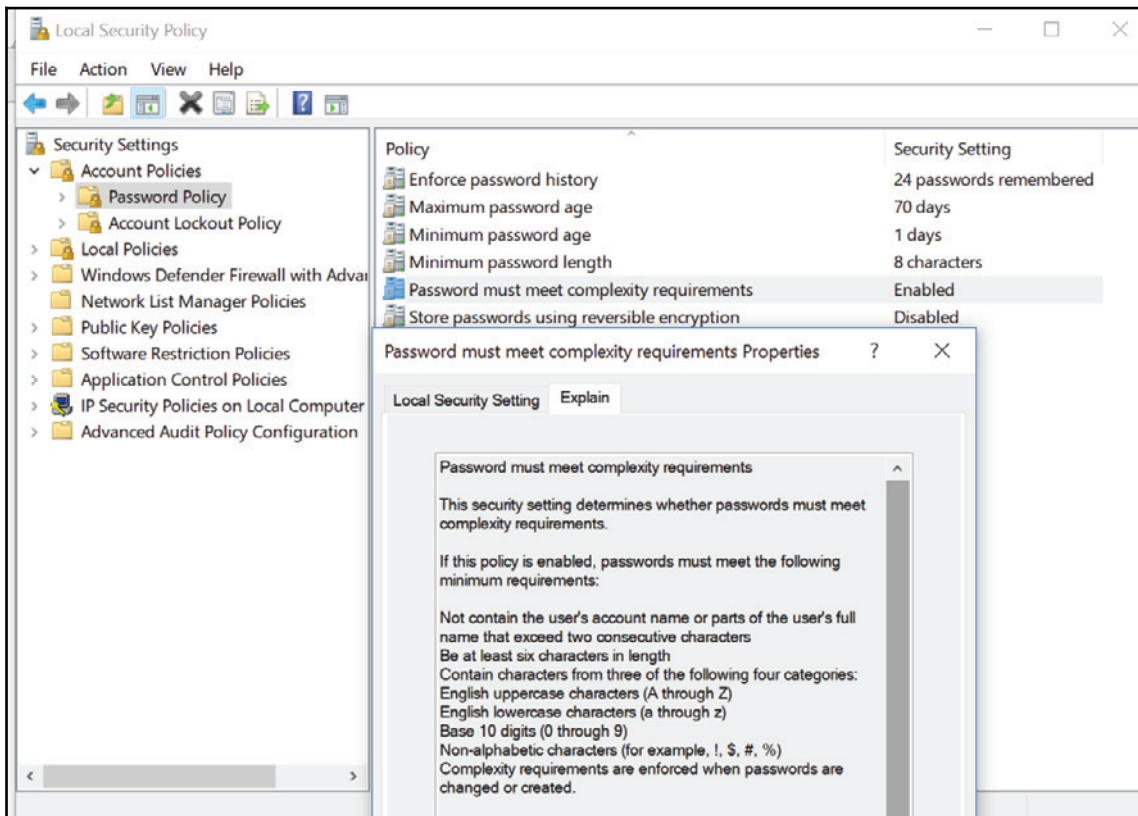 Local Security Policy
File Action View Help
Security Settings
Account Policies
Password Policy
Account Lockout Policy
Local Policies
Windows Defender Firewall with Advar
Network List Manager Policies
Public Key Policies
Software Restriction Policies
Application Control Policies
IP Security Policies on Local Computer
Advanced Audit Policy Configuration
Policy Security Setting
Enforce password history 24 passwords remembered
Maximum password age 70 days
Minimum password age 1 days
Minimum password length 8 characters
Password must meet complexity requirements Enabled
Store passwords using reversible encryption Disabled
Password must meet complexity requirements Properties ?
Local Security Setting Explain
Password must meet complexity requirements
This security setting determines whether passwords must meet
complexity requirements.
If this policy is enabled, passwords must meet the following
minimum requirements:
Not contain the user's account name or parts of the user's full
name that exceed two consecutive characters
Be at least six characters in length
Contain characters from three of the following four categories:
English uppercase characters (A through Z)
English lowercase characters (a through z)
Base 10 digits (0 through 9)
Non-alphabetic characters (for example, !, $, #, %)
Complexity requirements are enforced when passwords are
changed or created.